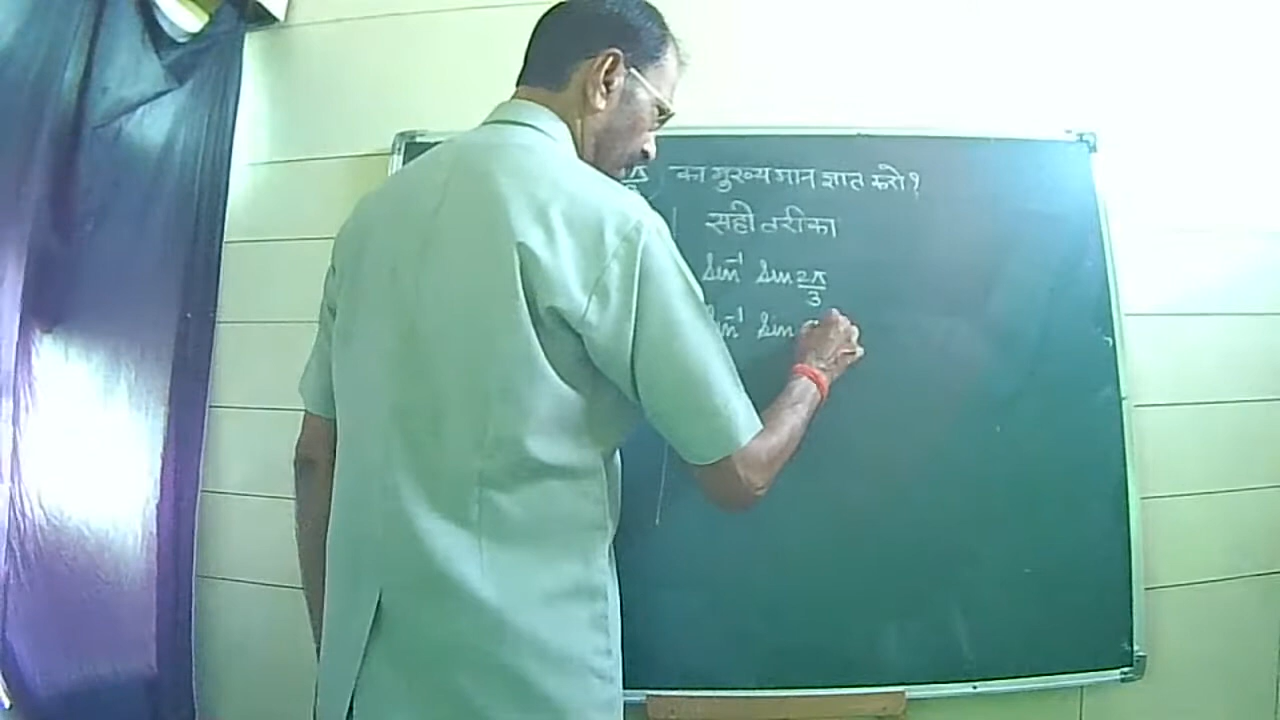 π का मुख्य मान ज्ञात करो ?
सही तरीका
sin⁻¹ sin 2π/3
sin⁻¹ sin